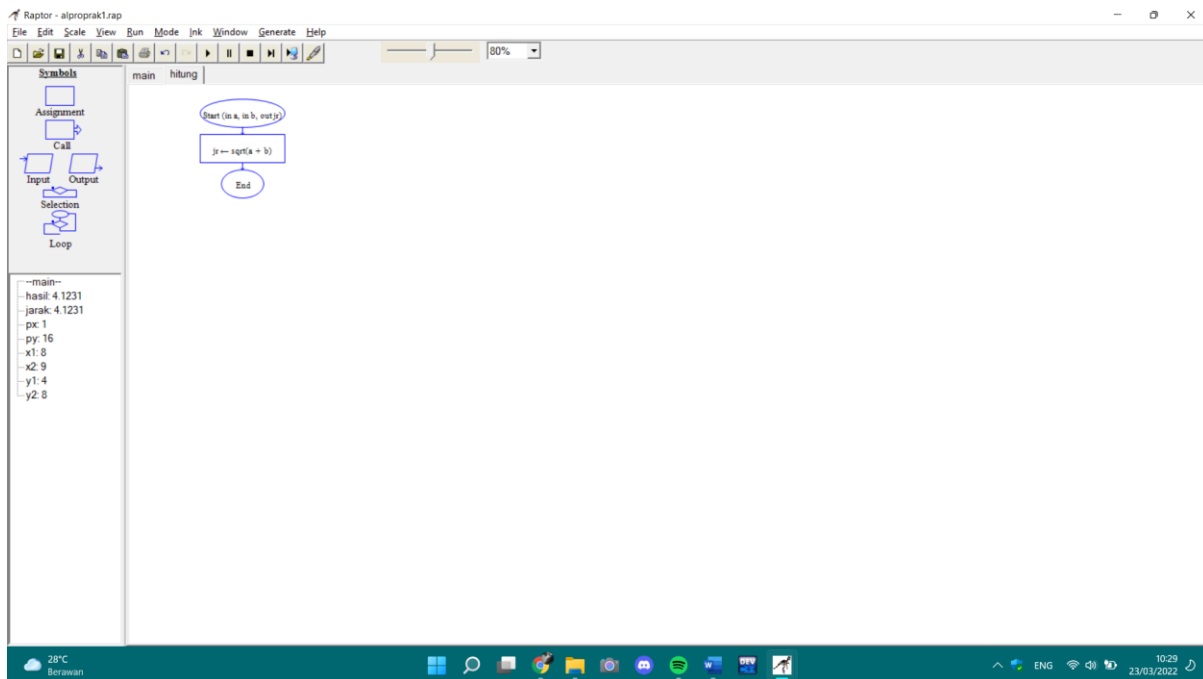 Raptor - alproprak1.rap
File Edit Scale View Run Mode Ink Window Generate Help
80%
Symbols
main hitung
Assignment
Call
Input Output
Selection
Loop
Start (in a, in b, out jr)
jr ← sqrt(a + b)
End
--main--
hasil: 4.1231
jarak: 4.1231
px: 1
py: 16
x1: 8
x2: 9
y1: 4
y2: 8
28°C
Berawan
DEV
ENG
10:29
23/03/2022